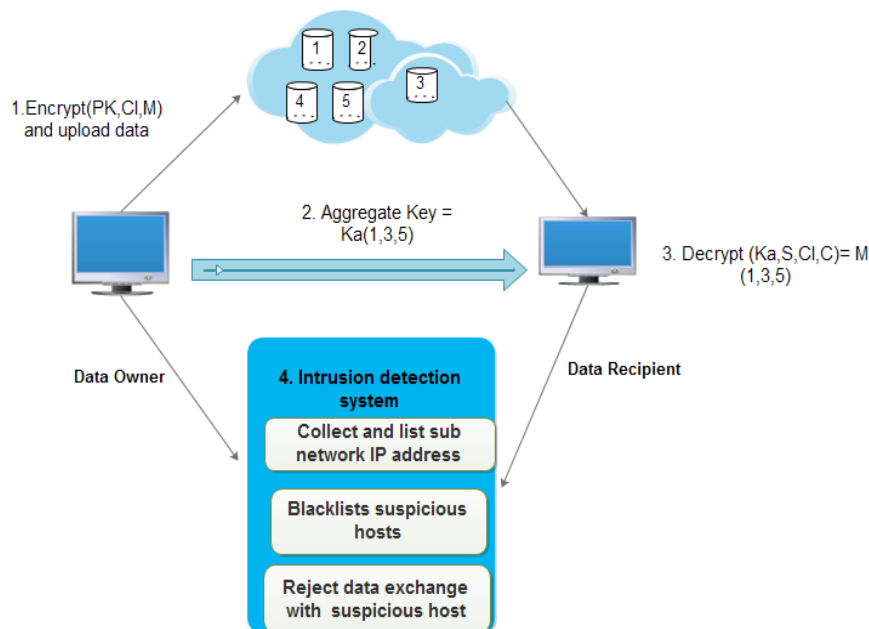 1
2
3
4
5
1.Encrypt(PK,CI,M)
and upload data
2. Aggregate Key =
Ka(1,3,5)
3. Decrypt (Ka,S,CI,C)= M
(1,3,5)
Data Owner
Data Recipient
4. Intrusion detection
system
Collect and list sub
network IP address
Blacklists suspicious
hosts
Reject data exchange
with suspicious host